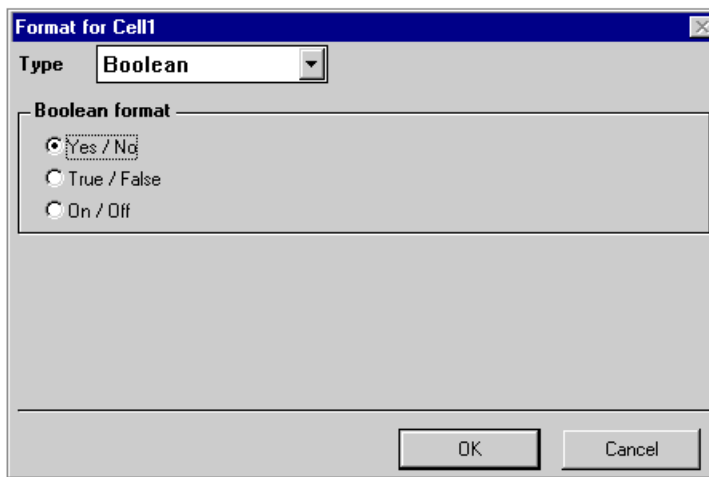 Format for Cell1
Type Boolean
Boolean format
Yes / No
True / False
On / Off
OK Cancel